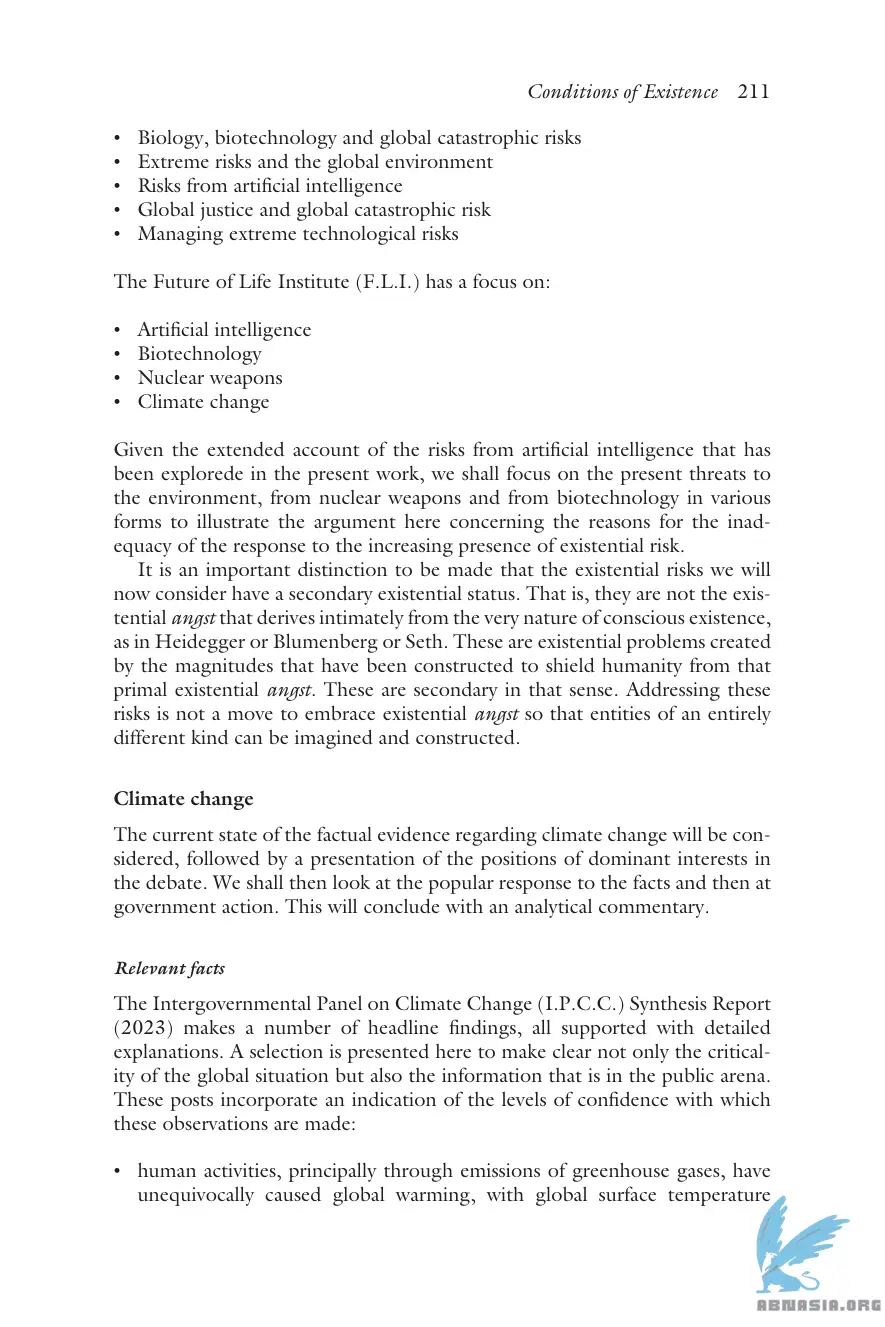 Conditions of Existence 211
• Biology, biotechnology and global catastrophic risks
• Extreme risks and the global environment
• Risks from artificial intelligence
• Global justice and global catastrophic risk
• Managing extreme technological risks
The Future of Life Institute (F.L.I.) has a focus on:
• Artificial intelligence
• Biotechnology
• Nuclear weapons
• Climate change
Given the extended account of the risks from artificial intelligence that has
been explorede in the present work, we shall focus on the present threats to
the environment, from nuclear weapons and from biotechnology in various
forms to illustrate the argument here concerning the reasons for the inad-
equacy of the response to the increasing presence of existential risk.
It is an important distinction to be made that the existential risks we will
now consider have a secondary existential status. That is, they are not the exis-
tential angst that derives intimately from the very nature of conscious existence,
as in Heidegger or Blumenberg or Seth. These are existential problems created
by the magnitudes that have been constructed to shield humanity from that
primal existential angst. These are secondary in that sense. Addressing these
risks is not a move to embrace existential angst so that entities of an entirely
different kind can be imagined and constructed.
Climate change
The current state of the factual evidence regarding climate change will be con-
sidered, followed by a presentation of the positions of dominant interests in
the debate. We shall then look at the popular response to the facts and then at
government action. This will conclude with an analytical commentary.
Relevant facts
The Intergovernmental Panel on Climate Change (I.P.C.C.) Synthesis Report
(2023) makes a number of headline findings, all supported with detailed
explanations. A selection is presented here to make clear not only the critical-
ity of the global situation but also the information that is in the public arena.
These posts incorporate an indication of the levels of confidence with which
these observations are made:
• human activities, principally through emissions of greenhouse gases, have
unequivocally caused global warming, with global surface temperature
ABNASIA.ORG